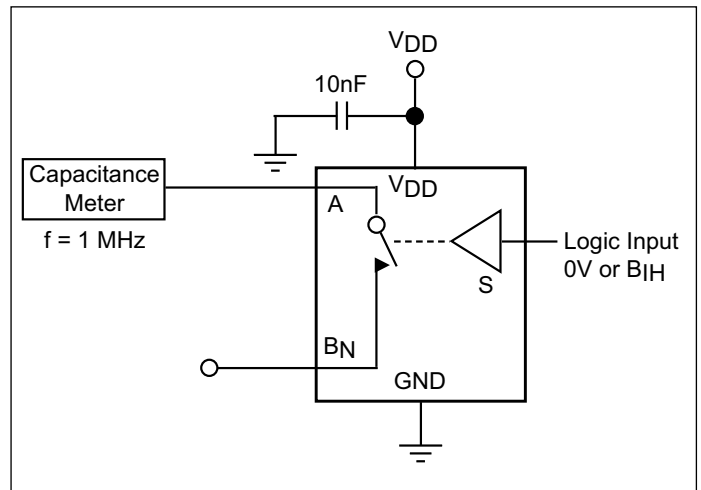 VDD
10nF
Capacitance
Meter
f = 1 MHz
VDD
A
Logic Input
0V or BIH
S
BN
GND